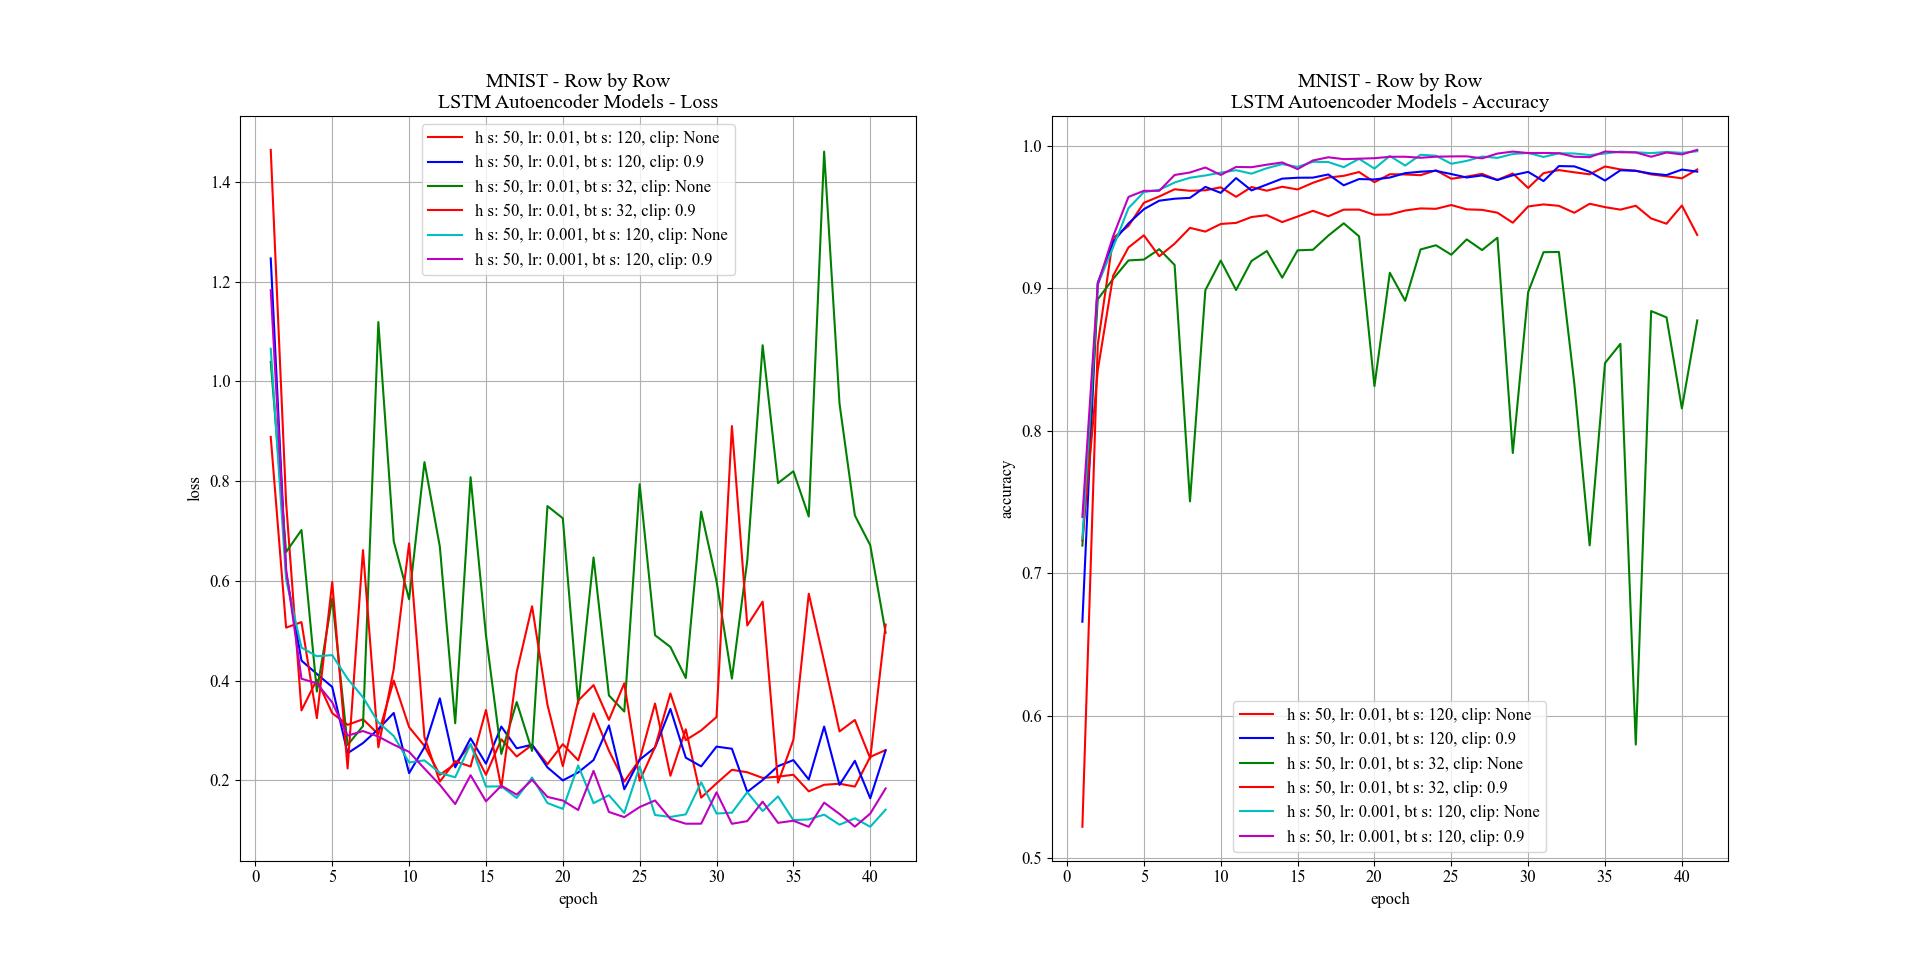 MNIST - Row by Row
LSTM Autoencoder Models - Loss
h s: 50, lr: 0.01, bt s: 120, clip: None
h s: 50, lr: 0.01, bt s: 120, clip: 0.9
h s: 50, lr: 0.01, bt s: 32, clip: None
h s: 50, lr: 0.01, bt s: 32, clip: 0.9
h s: 50, lr: 0.001, bt s: 120, clip: None
h s: 50, lr: 0.001, bt s: 120, clip: 0.9
1.4
1.2
1.0
0.8
0.6
0.4
0.2
loss
0 5 10 15 20 25 30 35 40
epoch
MNIST - Row by Row
LSTM Autoencoder Models - Accuracy
1.0
0.9
0.8
0.7
0.6
0.5
accuracy
h s: 50, lr: 0.01, bt s: 120, clip: None
h s: 50, lr: 0.01, bt s: 120, clip: 0.9
h s: 50, lr: 0.01, bt s: 32, clip: None
h s: 50, lr: 0.01, bt s: 32, clip: 0.9
h s: 50, lr: 0.001, bt s: 120, clip: None
h s: 50, lr: 0.001, bt s: 120, clip: 0.9
0 5 10 15 20 25 30 35 40
epoch